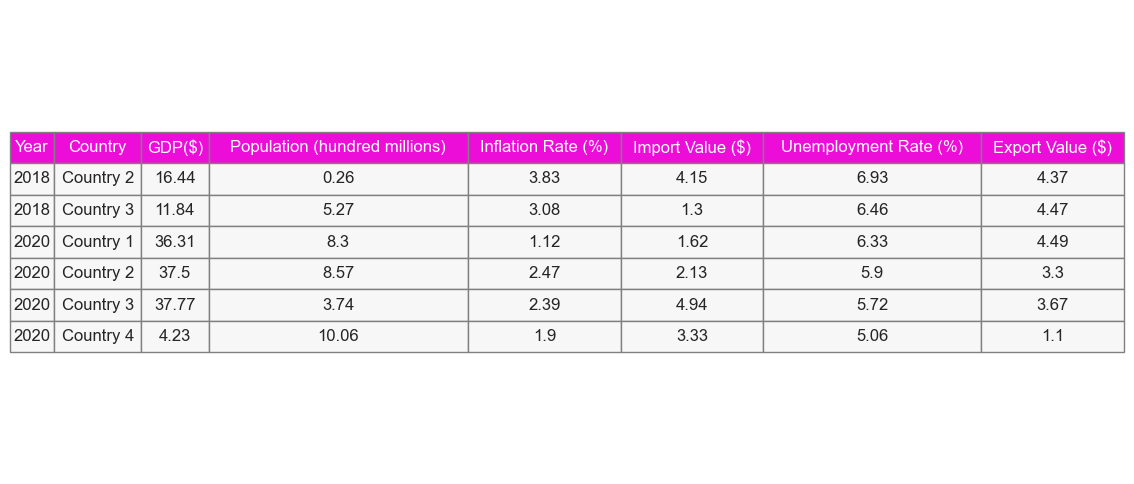 Year Country GDP($) Population (hundred millions) Inflation Rate (%) Import Value ($) Unemployment Rate (%) Export Value ($)
2018 Country 2 16.44 0.26 3.83 4.15 6.93 4.37
2018 Country 3 11.84 5.27 3.08 1.3 6.46 4.47
2020 Country 1 36.31 8.3 1.12 1.62 6.33 4.49
2020 Country 2 37.5 8.57 2.47 2.13 5.9 3.3
2020 Country 3 37.77 3.74 2.39 4.94 5.72 3.67
2020 Country 4 4.23 10.06 1.9 3.33 5.06 1.1